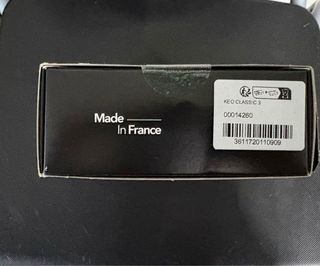 Made
In France
KEO CLASSIC 3
00014260
3611720110909